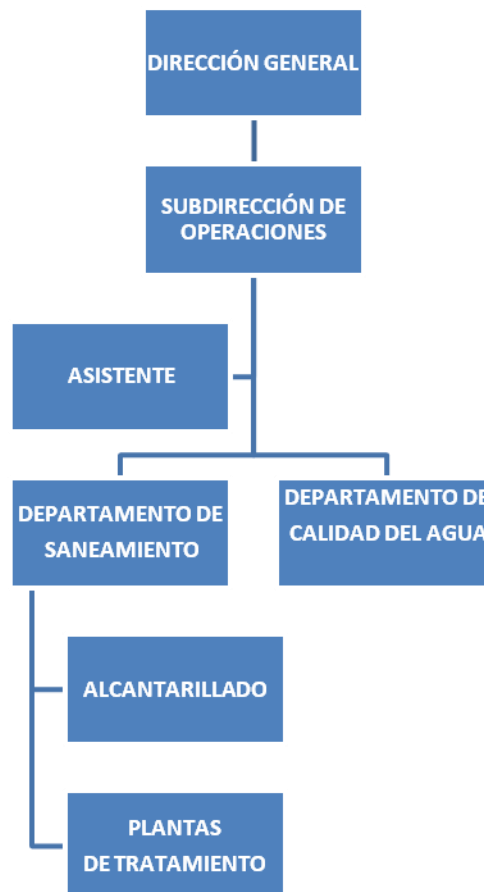 DIRECCIÓN GENERAL
SUBDIRECCIÓN DE
OPERACIONES
ASISTENTE
DEPARTAMENTO DE
SANEAMIENTO
DEPARTAMENTO DE
CALIDAD DEL AGUA
ALCANTARILLADO
PLANTAS
DE TRATAMIENTO